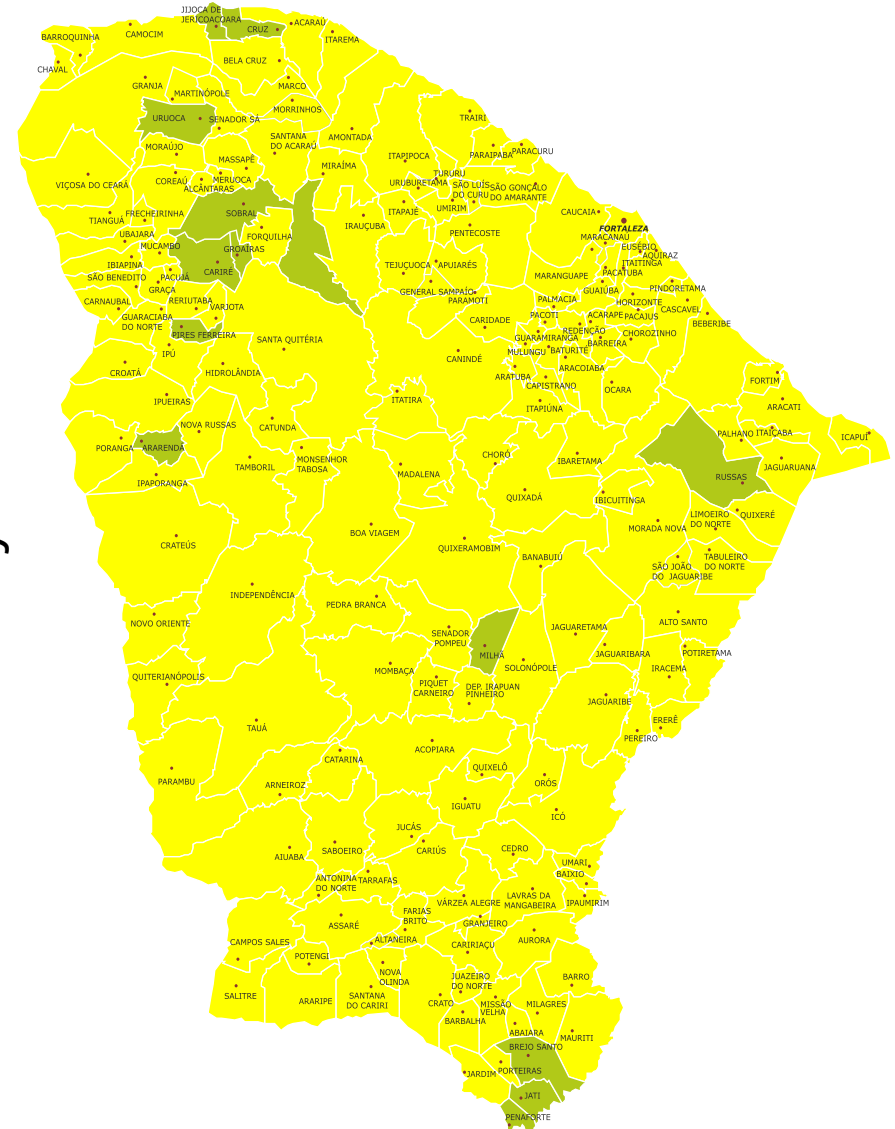 JIJOCA DE
JERICOACOARA
CRUZ
ACARAÚ
ITAREMA
BARROQUINHA
CAMOCIM
CHAVAL
BELA CRUZ
GRANJA
MARCO
MARTINÓPOLE
MORRINHOS
URUOCA
SENADOR SÁ
TRAIRI
AMONTADA
SANTANA
DO ACARAÚ
MORAÚJO
PARAIPABA
PARACURU
MASSAPÊ
MIRAÍMA
ITAPIPOCA
COREAÚ
MERUOCA
ALCÂNTARAS
VIÇOSA DO CEARÁ
TURURU
URUBURETAMA
SÃO LUÍS
DO CURU
SÃO GONÇALO
DO AMARANTE
UMIRIM
ITAPAJÉ
TIANGUÁ
FRECHEIRINHA
SOBRAL
IRAUÇUBA
CAUCAIA
FORTALEZA
UBAJARA
FORQUILHA
PENTECOSTE
MARACANAÚ
MUCAMBO
GROAÍRAS
EUSÉBIO
AQUIRAZ
IBIAPINA
CARIRÉ
TEJUÇUOCA
APUIARÉS
ITAITINGA
PACATUBA
SÃO BENEDITO
PACUJÁ
MARANGUAPE
GRAÇA
GENERAL SAMPAÍO
GUAIÚBA
PINDORETAMA
CARNAUBAL
RERIUTABA
VARJOTA
PARAMOTI
PALMACIA
HORIZONTE
CASCAVEL
GUARACIABA
DO NORTE
PACOTI
ACARAPE
PACAJUS
BEBERIBE
CARIDADE
REDENÇÃO
PIRES FERREIRA
GUARAMIRANGA
BARREIRA
CHOROZINHO
SANTA QUITÉRIA
IPÚ
CANINDÉ
MULUNGU
BATURITÉ
CROATÁ
HIDROLÂNDIA
ARATUBA
ARACOIABA
CAPISTRANO
OCARA
FORTIM
IPUEIRAS
ITATIRA
ITAPIÚNA
ARACATI
NOVA RUSSAS
CATUNDA
PALHANO
ITAIÇABA
ICAPUÍ
PORANGA
ARARENDÁ
TAMBORIL
MONSENHOR
TABOSA
CHORÓ
IBARETAMA
JAGUARUANA
MADALENA
RUSSAS
IPAPORANGA
QUIXADÁ
IBICUITINGA
LIMOEIRO
DO NORTE
QUIXERÉ
BOA VIAGEM
MORADA NOVA
CRATEÚS
QUIXERAMOBIM
BANABUIÚ
TABULEIRO
DO NORTE
SÃO JOÃO
DO JAGUARIBE
INDEPENDÊNCIA
PEDRA BRANCA
NOVO ORIENTE
ALTO SANTO
SENADOR
POMPEU
JAGUARETAMA
MILHÃ
JAGUARIBARA
POTIRETAMA
MOMBAÇA
SOLONÓPOLE
IRACEMA
QUITERIANÓPOLIS
PIQUET
CARNEIRO
DEP. IRAPUAN
PINHEIRO
JAGUARIBE
TAUÁ
ERERÊ
PEREIRO
ACOPIARA
CATARINA
QUIXELÔ
PARAMBU
ARNEIROZ
ORÓS
IGUATU
ICÓ
JUCÁS
CARIÚS
CEDRO
AIUABA
SABOEIRO
UMARI
BAIXIO
ANTONINA
DO NORTE
TARRAFAS
LAVRAS DA
MANGABEIRA
IPAUMIRIM
VÁRZEA ALEGRE
FARIAS
BRITO
ASSARÉ
GRANJEIRO
ALTANEIRA
AURORA
CAMPOS SALES
CARIRIAÇU
POTENGI
NOVA
OLINDA
JUAZEIRO
DO NORTE
BARRO
SALITRE
ARARIPE
SANTANA
DO CARIRI
CRATO
MISSÃO
VELHA
MILAGRES
BARBALHA
ABAIARA
MAURITI
BREJO SANTO
JARDIM
PORTEIRAS
JATI
PENAFORTE